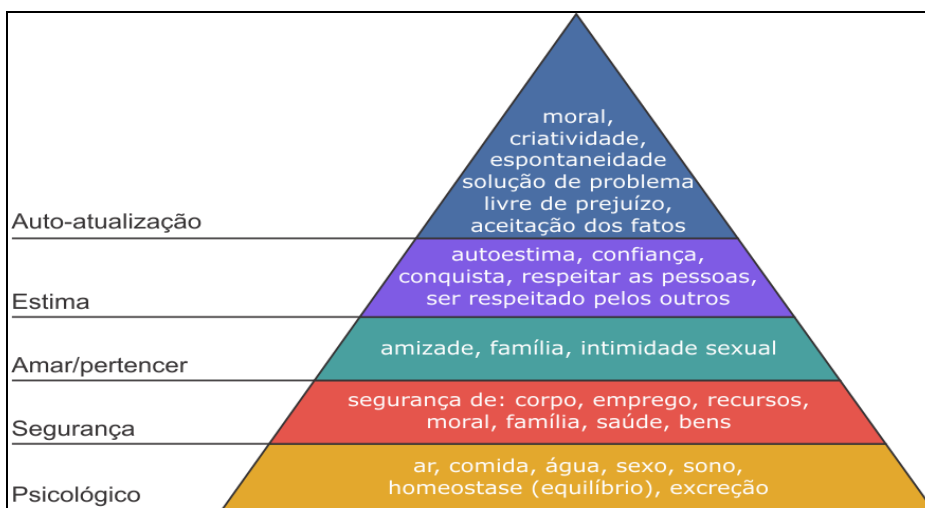 moral,
criatividade,
espontaneidade
solução de problema
livre de prejuízo,
aceitação dos fatos
Auto-atualização
autoestima, confiança,
conquista, respeitar as pessoas,
ser respeitado pelos outros
Estima
amizade, família, intimidade sexual
Amar/pertencer
segurança de: corpo, emprego, recursos,
moral, família, saúde, bens
Segurança
ar, comida, água, sexo, sono,
homeostase (equilíbrio), excreção
Psicológico